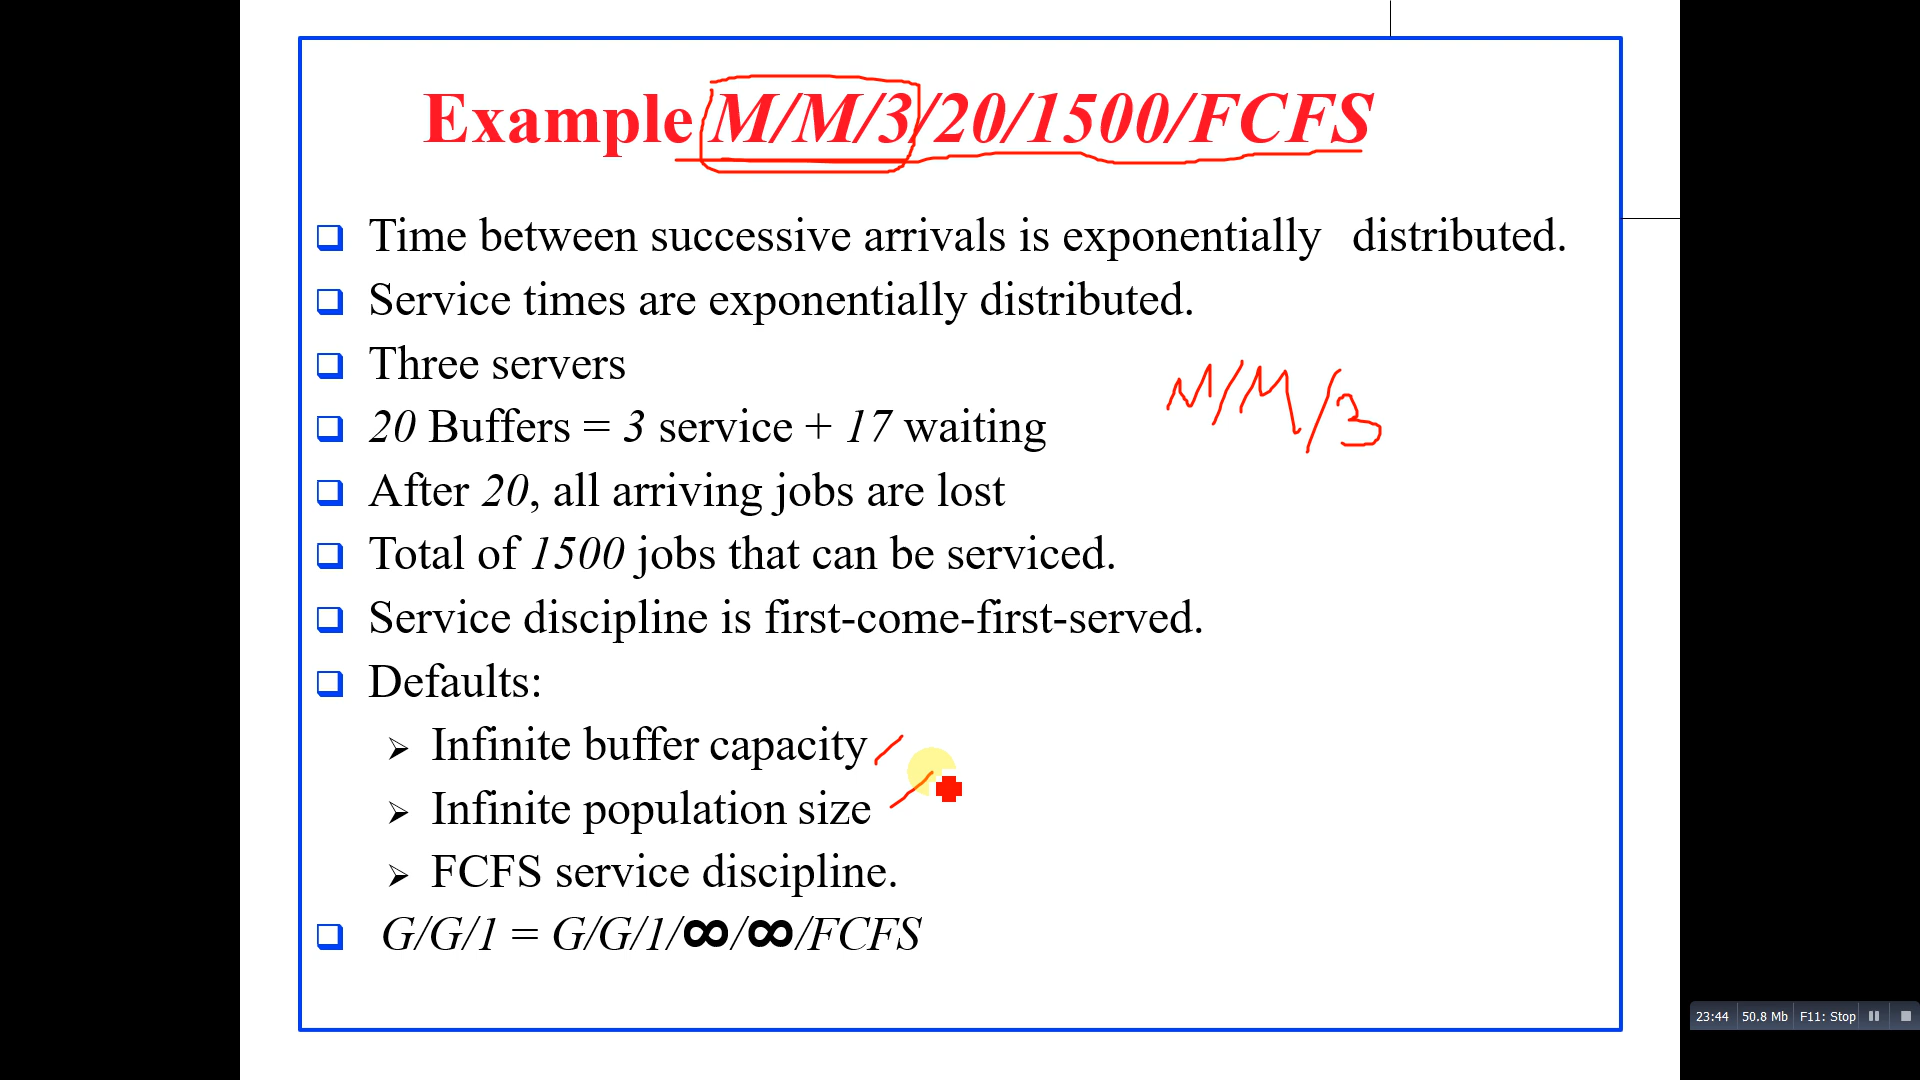 Example M/M/3/20/1500/FCFS
Time between successive arrivals is exponentially distributed.
Service times are exponentially distributed.
Three servers
M/M/3
20 Buffers = 3 service + 17 waiting
After 20, all arriving jobs are lost
Total of 1500 jobs that can be serviced.
Service discipline is first-come-first-served.
Defaults:
Infinite buffer capacity
Infinite population size
FCFS service discipline.
G/G/1 = G/G/1/∞/∞/FCFS
23:44 50.8 Mb F11: Stop